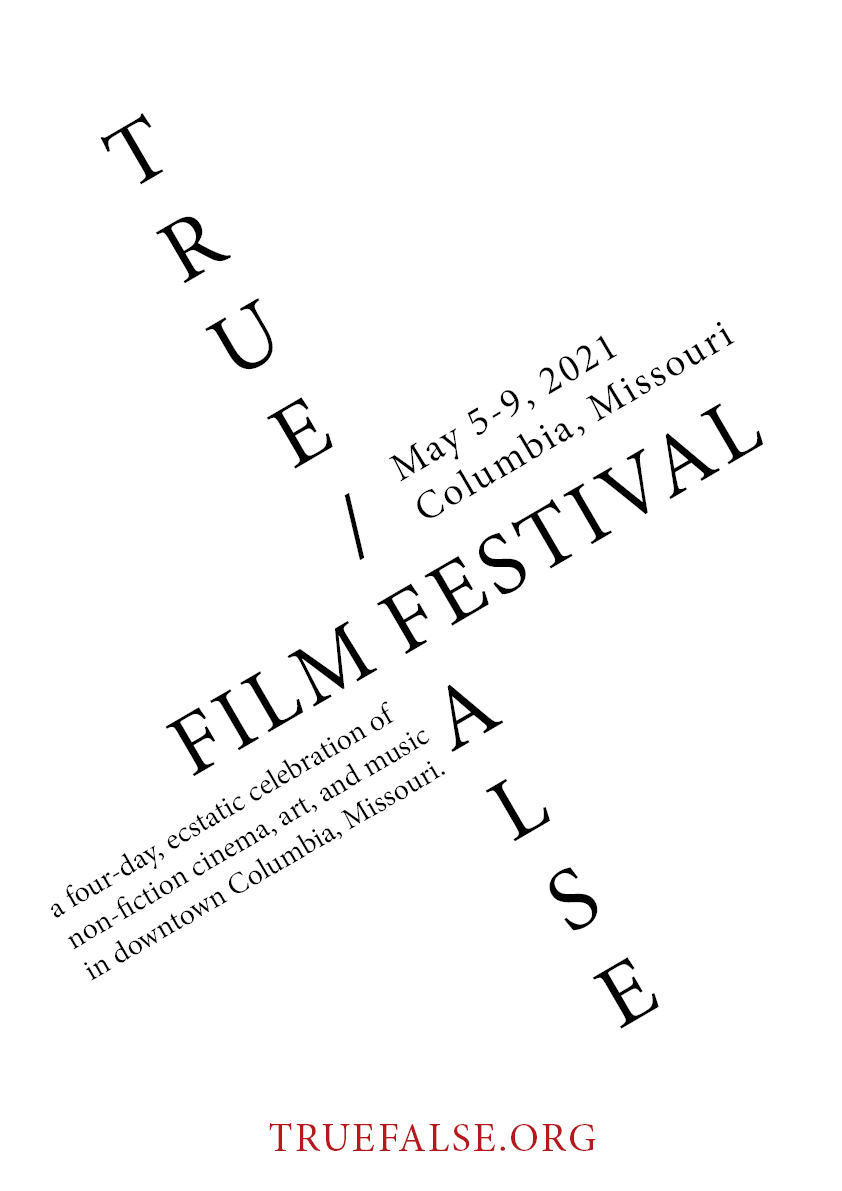 TRUE
/
May 5-9, 2021
Columbia, Missouri
FILM FESTIVAL
ALSE
a four-day, ecstatic celebration of
non-fiction cinema, art, and music
in downtown Columbia, Missouri.
TRUEFALSE.ORG